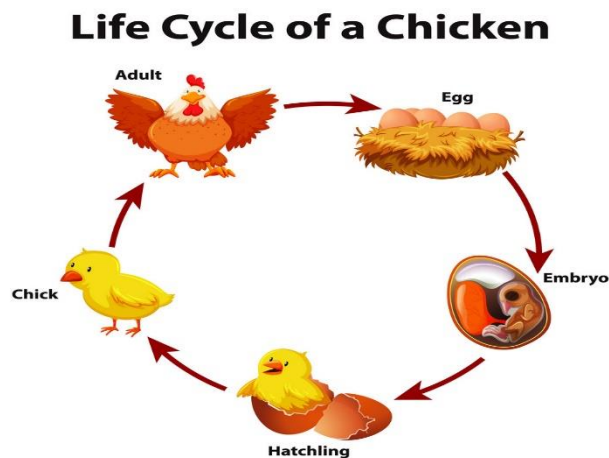 Life Cycle of a Chicken
Adult
Egg
Embryo
Hatchling
Chick